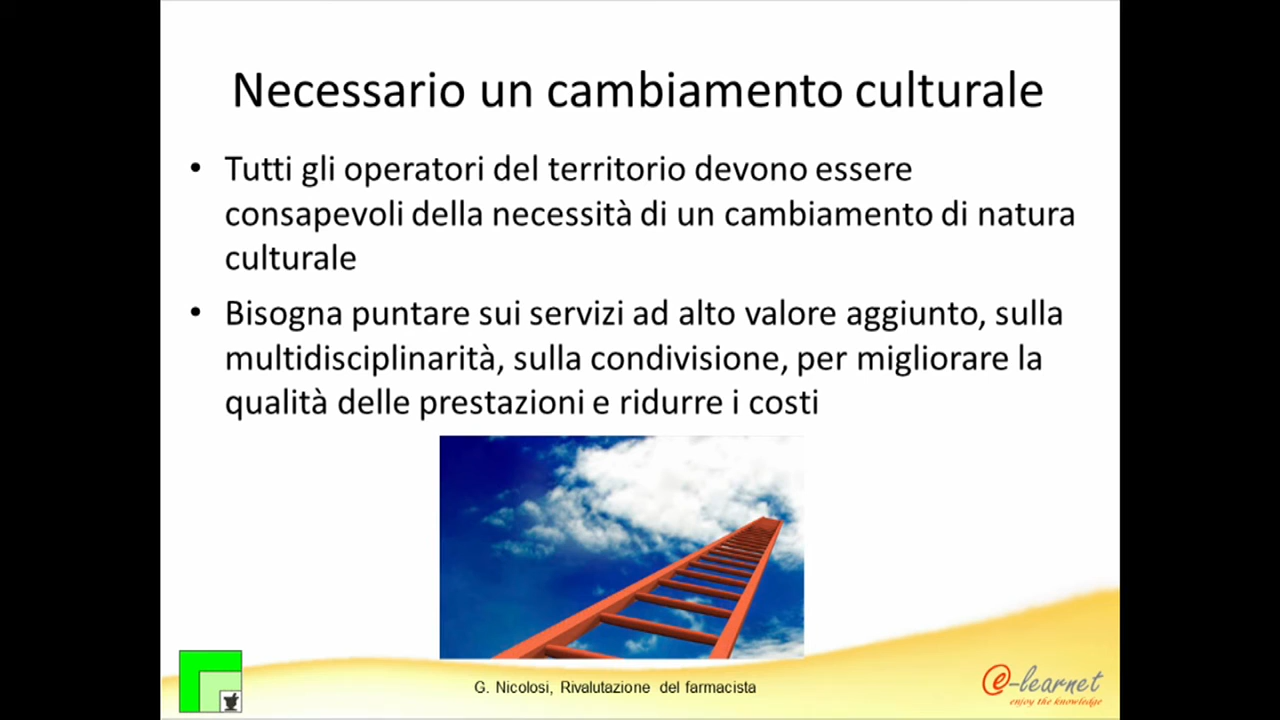 Necessario un cambiamento culturale
• Tutti gli operatori del territorio devono essere
consapevoli della necessità di un cambiamento di natura
culturale
• Bisogna puntare sui servizi ad alto valore aggiunto, sulla
multidisciplinarità, sulla condivisione, per migliorare la
qualità delle prestazioni e ridurre i costi
G. Nicolosi, Rivalutazione del farmacista
@-learnet
enjoy the knowledge